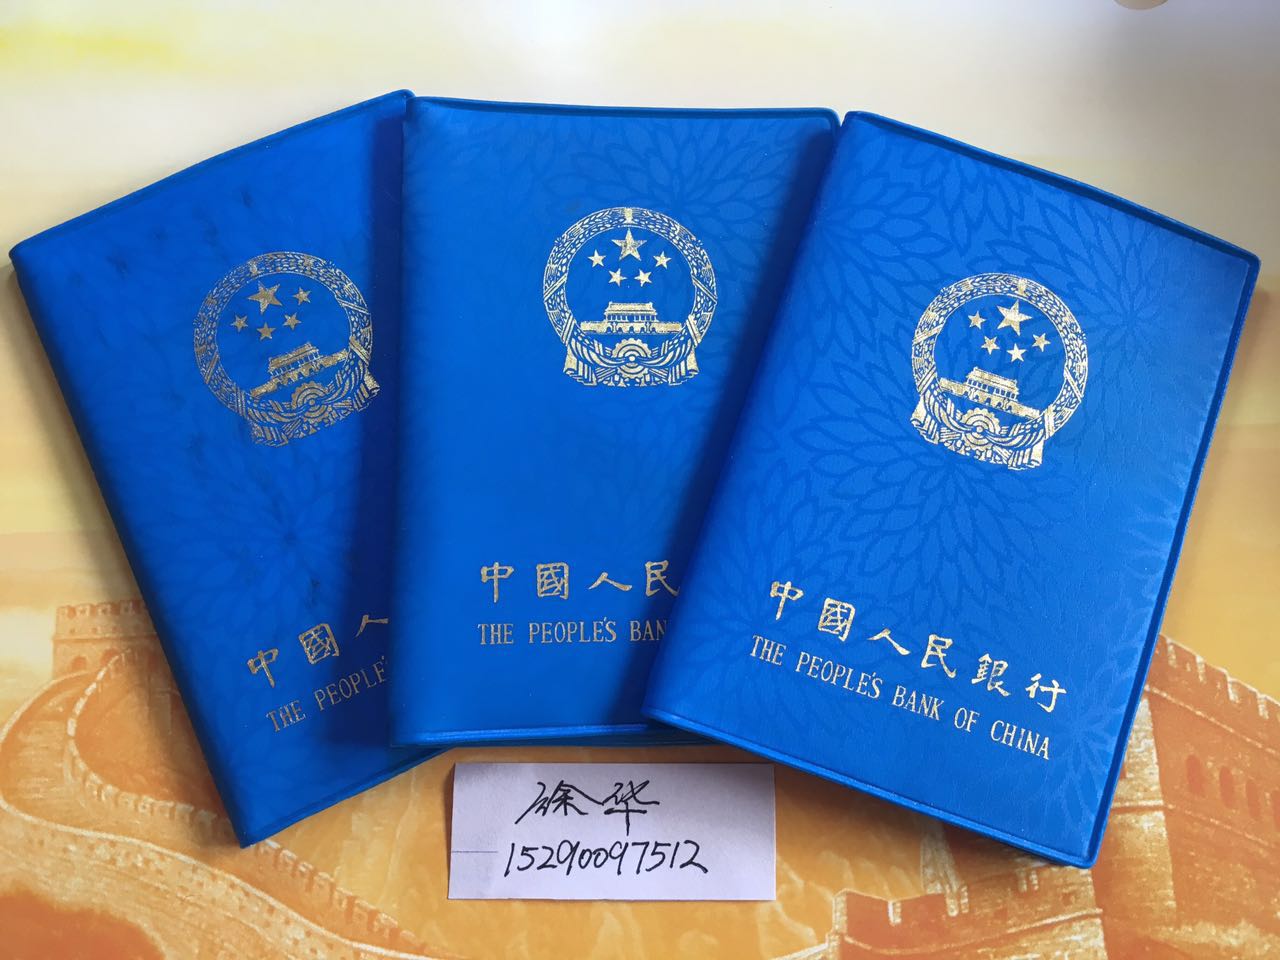 中國人
THE PEOPLE'S
中國人民
THE PEOPLE'S BAN
中國人民銀行
THE PEOPLE'S BANK OF CHINA
徐华
15290097512